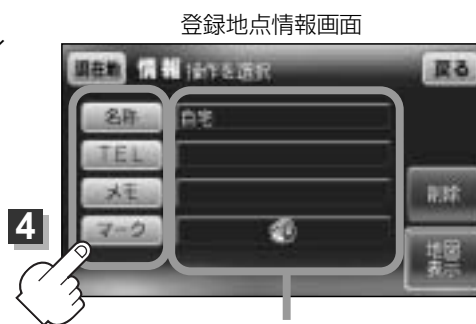 登録地点情報画面
現在地 情報 操作を選択 戻る
名称 自宅
TEL
メモ 削除
4 マーク
地図
表示